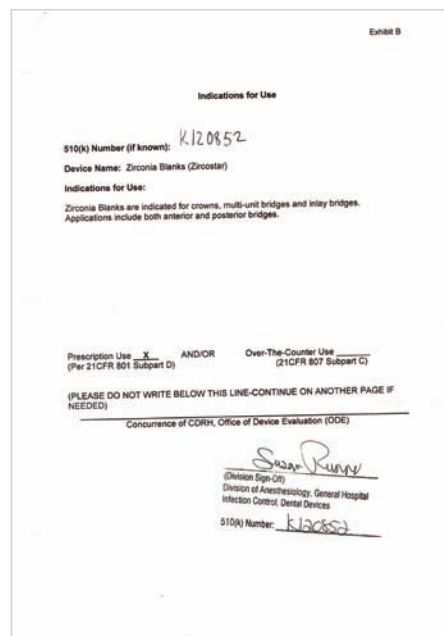 Exhibit B
Indications for Use
510(k) Number (if known): K120852
Device Name: Zirconia Blanks (Zircostar)
Indications for Use:
Zirconia Blanks are indicated for crowns, multi-unit bridges and inlay bridges.
Applications include both anterior and posterior bridges.
Prescription Use X AND/OR Over-The-Counter Use
(Per 21CFR 801 Subpart D) (21CFR 807 Subpart C)
(PLEASE DO NOT WRITE BELOW THIS LINE-CONTINUE ON ANOTHER PAGE IF
NEEDED)
Concurrence of CDRH, Office of Device Evaluation (ODE)
Susan
(Division Sign-Off)
Division of Anesthesiology, General Hospital
Infection Control, Dental Devices
510(k) Number: K120852